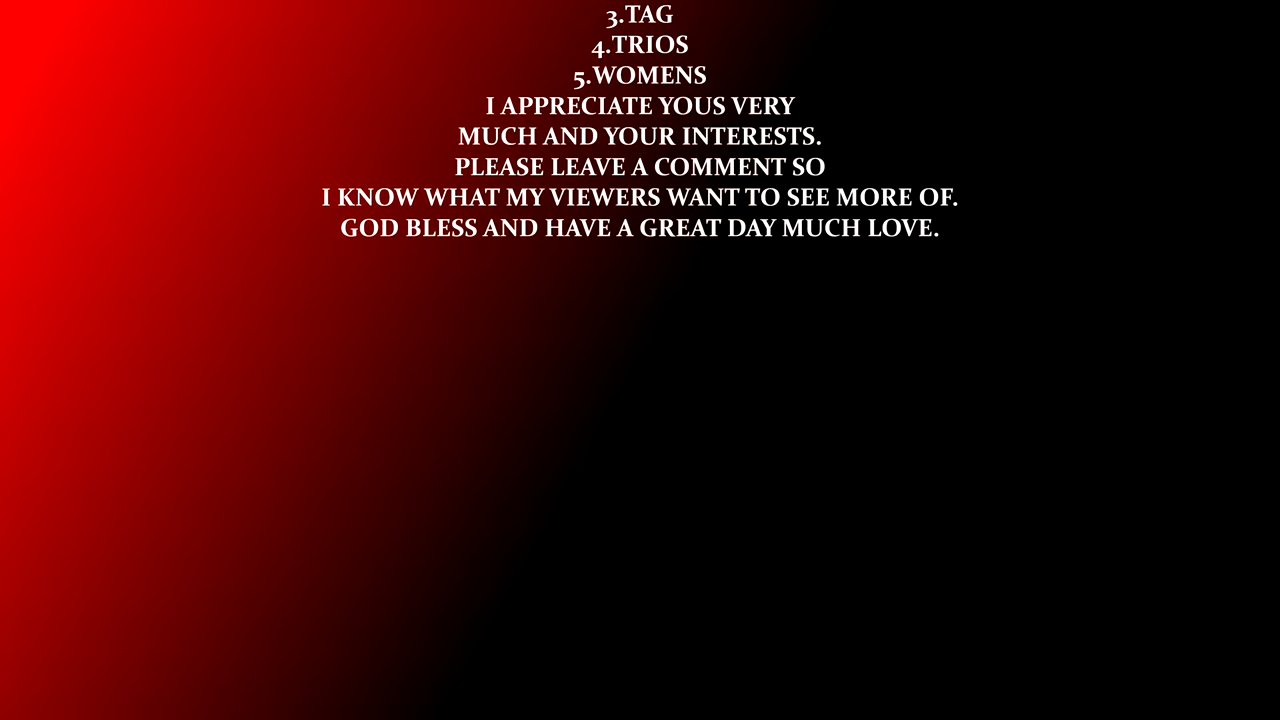 3.TAG
4.TRIOS
5.WOMENS
I APPRECIATE YOUS VERY
MUCH AND YOUR INTERESTS.
PLEASE LEAVE A COMMENT SO
I KNOW WHAT MY VIEWERS WANT TO SEE MORE OF.
GOD BLESS AND HAVE A GREAT DAY MUCH LOVE.